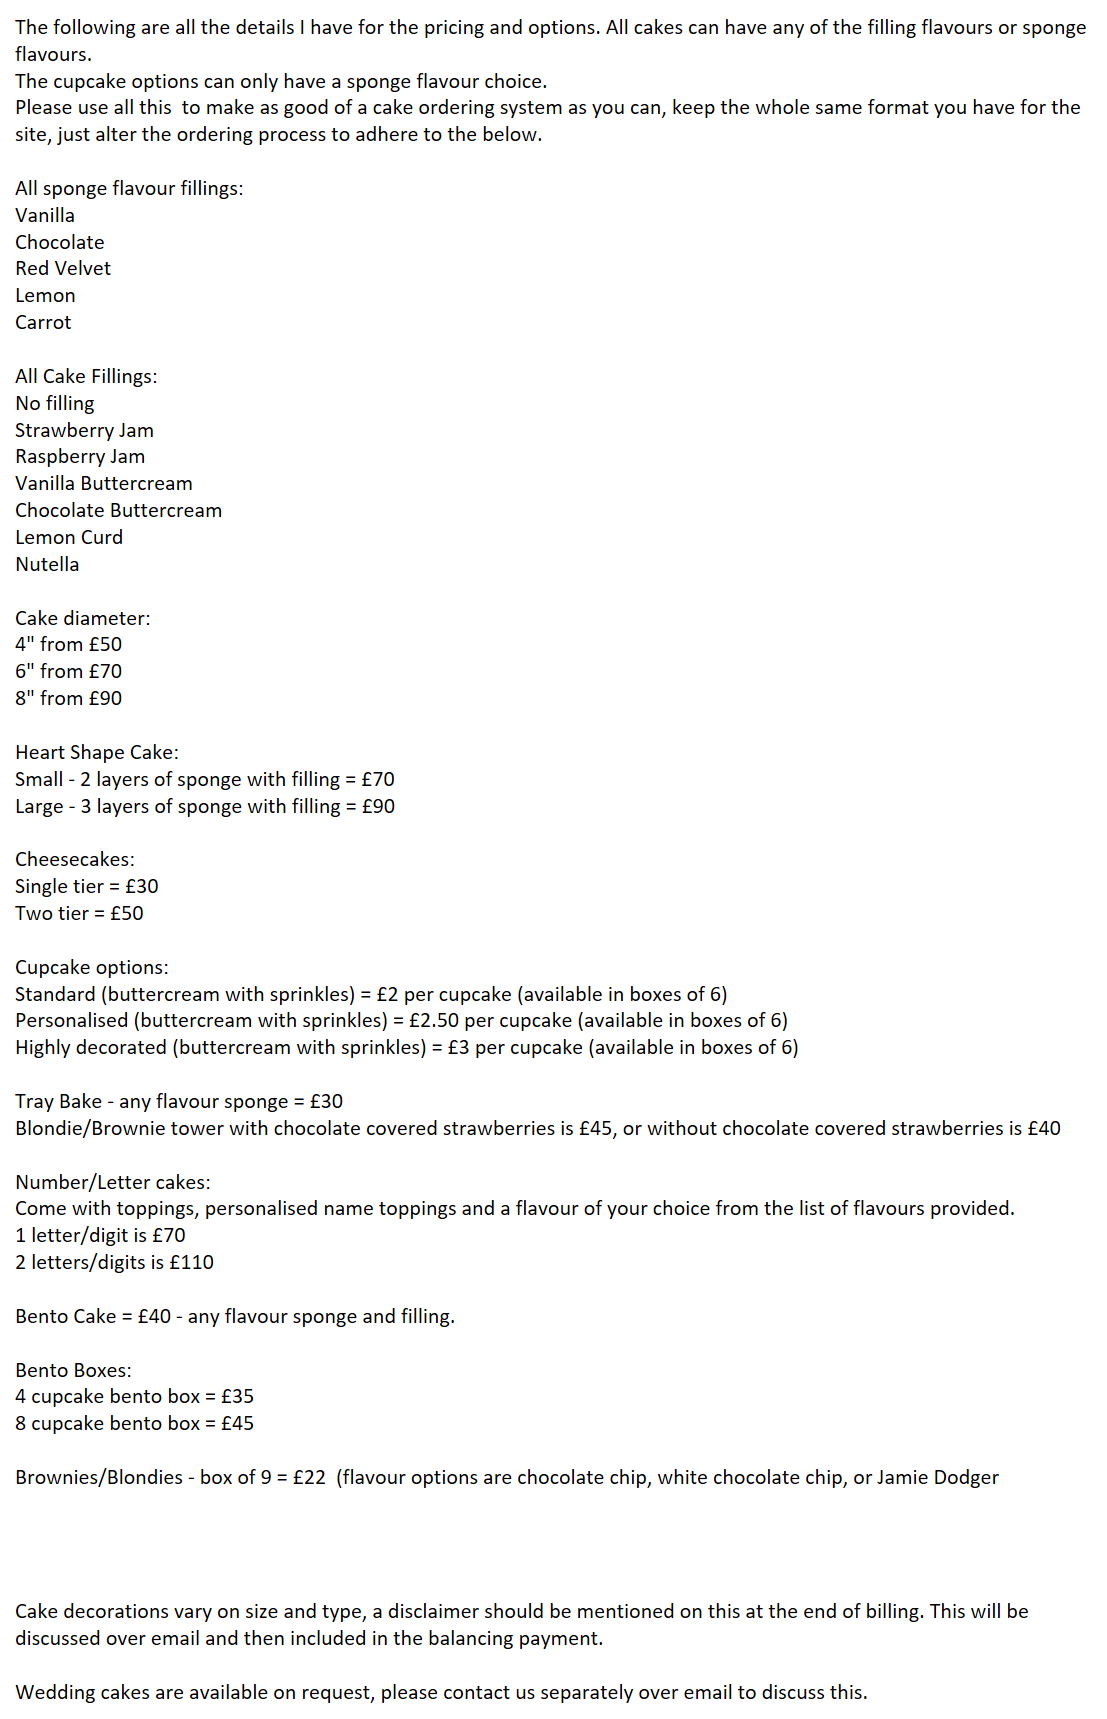 The following are all the details I have for the pricing and options. All cakes can have any of the filling flavours or sponge
flavours.
The cupcake options can only have a sponge flavour choice.
Please use all this  to make as good of a cake ordering system as you can, keep the whole same format you have for the
site, just alter the ordering process to adhere to the below.

All sponge flavour fillings:
Vanilla
Chocolate
Red Velvet
Lemon
Carrot

All Cake Fillings:
No filling
Strawberry Jam
Raspberry Jam
Vanilla Buttercream
Chocolate Buttercream
Lemon Curd
Nutella

Cake diameter:
4" from £50
6" from £70
8" from £90

Heart Shape Cake:
Small - 2 layers of sponge with filling = £70
Large - 3 layers of sponge with filling = £90

Cheesecakes:
Single tier = £30
Two tier = £50

Cupcake options:
Standard (buttercream with sprinkles) = £2 per cupcake (available in boxes of 6)
Personalised (buttercream with sprinkles) = £2.50 per cupcake (available in boxes of 6)
Highly decorated (buttercream with sprinkles) = £3 per cupcake (available in boxes of 6)

Tray Bake - any flavour sponge = £30
Blondie/Brownie tower with chocolate covered strawberries is £45, or without chocolate covered strawberries is £40

Number/Letter cakes:
Come with toppings, personalised name toppings and a flavour of your choice from the list of flavours provided.
1 letter/digit is £70
2 letters/digits is £110

Bento Cake = £40 - any flavour sponge and filling.

Bento Boxes:
4 cupcake bento box = £35
8 cupcake bento box = £45

Brownies/Blondies - box of 9 = £22  (flavour options are chocolate chip, white chocolate chip, or Jamie Dodger

Cake decorations vary on size and type, a disclaimer should be mentioned on this at the end of billing. This will be
discussed over email and then included in the balancing payment.

Wedding cakes are available on request, please contact us separately over email to discuss this.